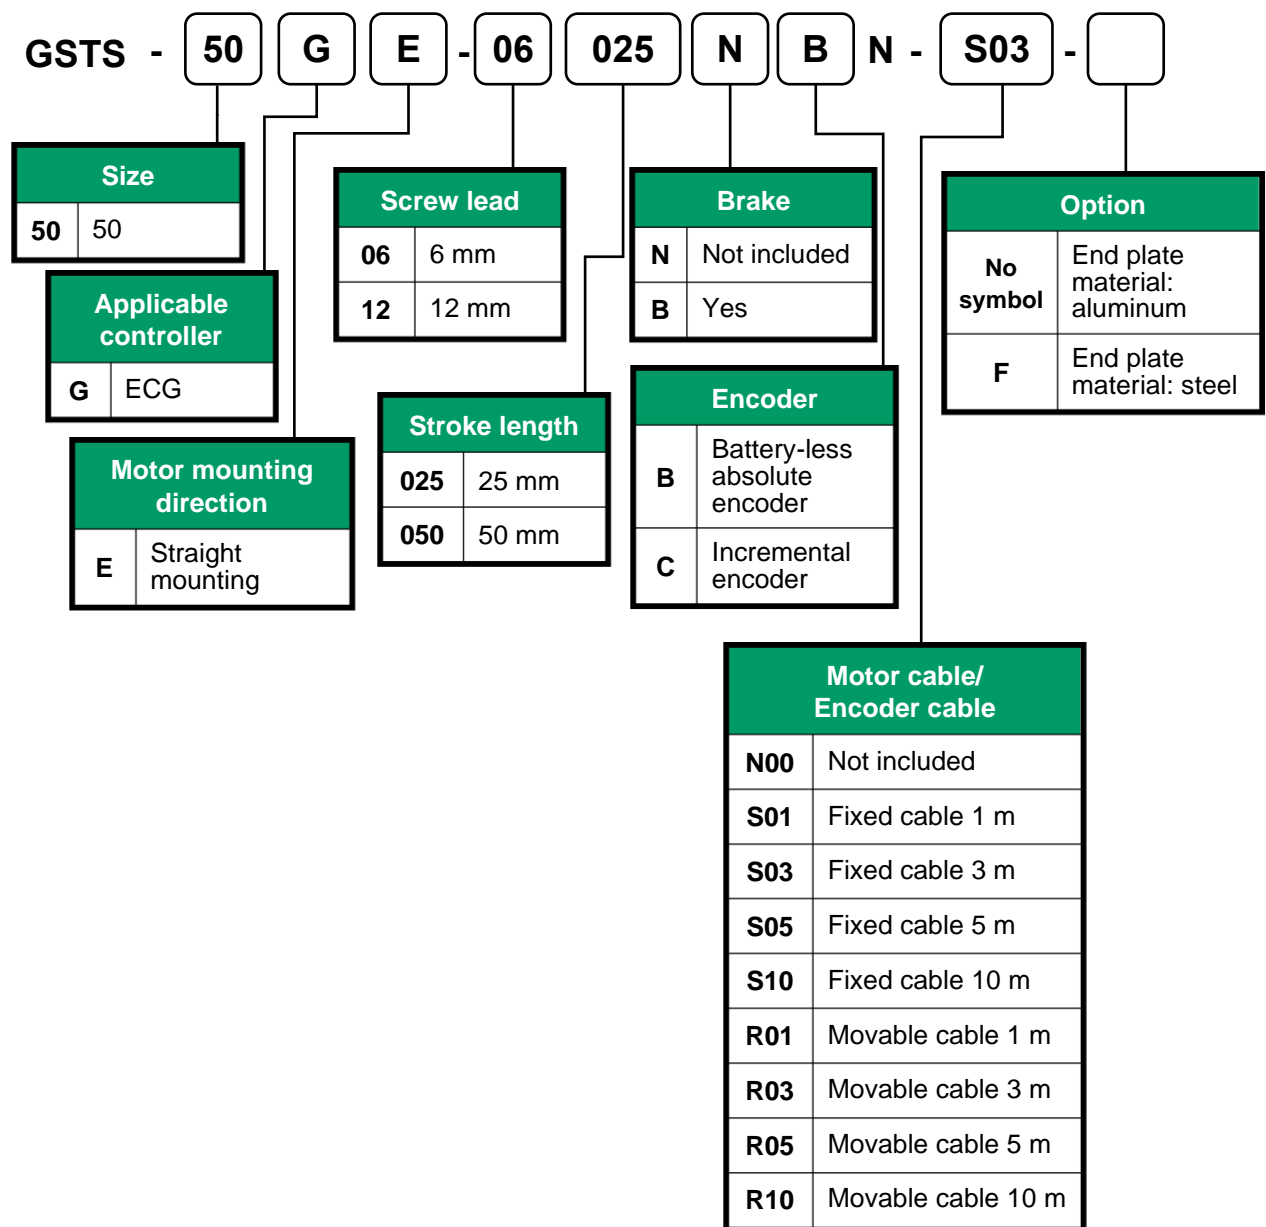 GSTS - 50 G E - 06 025 N B N - S03 -
Size
50 50
Applicable
controller
G ECG
Motor mounting
direction
E Straight
mounting
Screw lead
06 6 mm
12 12 mm
Stroke length
025 25 mm
050 50 mm
Brake
N Not included
B Yes
Encoder
B Battery-less
absolute
encoder
C Incremental
encoder
Motor cable/
Encoder cable
N00 Not included
S01 Fixed cable 1 m
S03 Fixed cable 3 m
S05 Fixed cable 5 m
S10 Fixed cable 10 m
R01 Movable cable 1 m
R03 Movable cable 3 m
R05 Movable cable 5 m
R10 Movable cable 10 m
Option
No
symbol
End plate
material:
aluminum
F End plate
material: steel